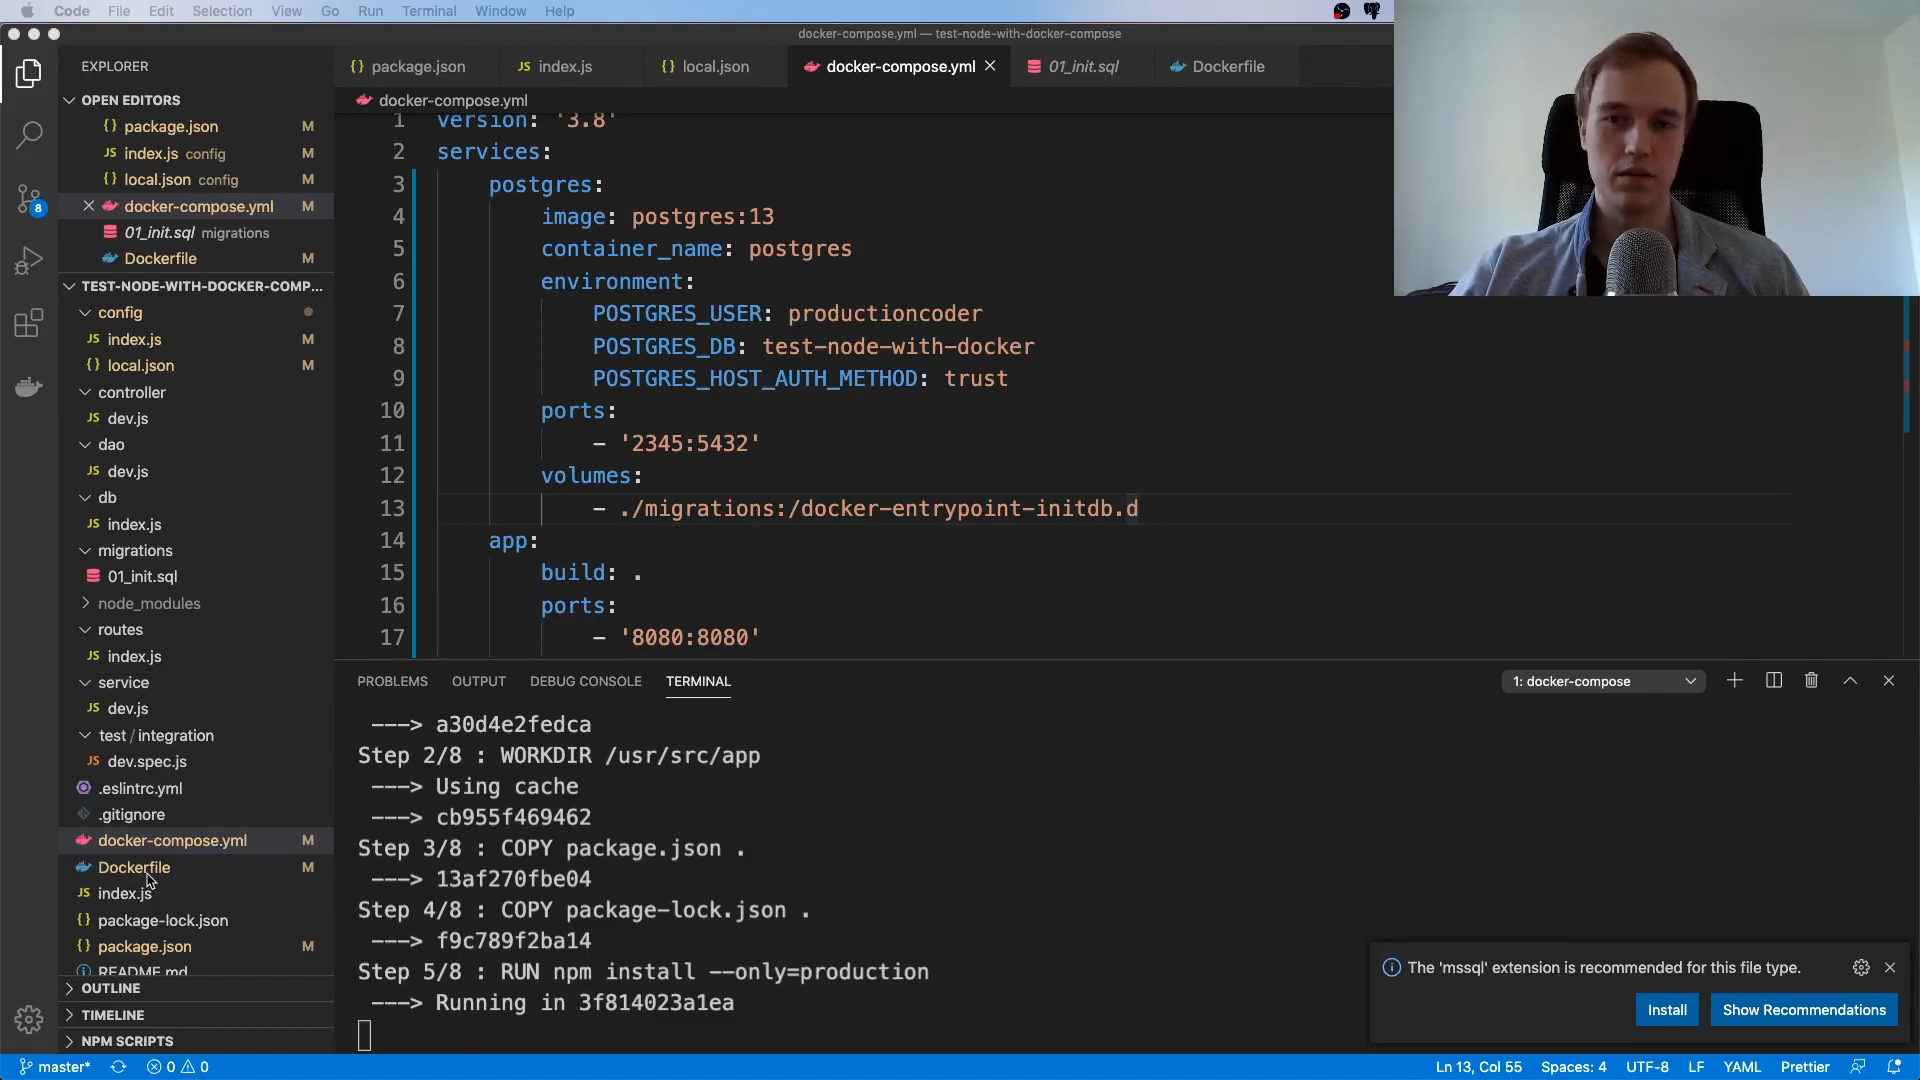 Code File Edit Selection View Go Run Terminal Window Help
docker-compose.yml — test-node-with-docker-compose
EXPLORER
OPEN EDITORS
{} package.json M
JS index.js config M
{} local.json config M
docker-compose.yml M
01_init.sql migrations
Dockerfile M
TEST-NODE-WITH-DOCKER-COMP...
config
JS index.js M
{} local.json M
controller
JS dev.js
dao
JS dev.js
db
JS index.js
migrations
01_init.sql
node_modules
routes
JS index.js
service
JS dev.js
test / integration
JS dev.spec.js
.eslintrc.yml
.gitignore
docker-compose.yml M
Dockerfile M
JS index.js
{} package-lock.json
{} package.json M
README.md
OUTLINE
TIMELINE
NPM SCRIPTS
8
{} package.json JS index.js {} local.json docker-compose.yml 01_init.sql Dockerfile
docker-compose.yml
1 version: '3.8'
2 services:
3 postgres:
4 image: postgres:13
5 container_name: postgres
6 environment:
7 POSTGRES_USER: productioncoder
8 POSTGRES_DB: test-node-with-docker
9 POSTGRES_HOST_AUTH_METHOD: trust
10 ports:
11 - '2345:5432'
12 volumes:
13 - ./migrations:/docker-entrypoint-initdb.d
14 app:
15 build: .
16 ports:
17 - '8080:8080'
PROBLEMS OUTPUT DEBUG CONSOLE TERMINAL 1: docker-compose
---> a30d4e2fedca
Step 2/8 : WORKDIR /usr/src/app
---> Using cache
---> cb955f469462
Step 3/8 : COPY package.json .
---> 13af270fbe04
Step 4/8 : COPY package-lock.json .
---> f9c789f2ba14
Step 5/8 : RUN npm install --only=production
---> Running in 3f814023a1ea
The 'mssql' extension is recommended for this file type.
Install Show Recommendations
master* 0 0 Ln 13, Col 55 Spaces: 4 UTF-8 LF YAML Prettier